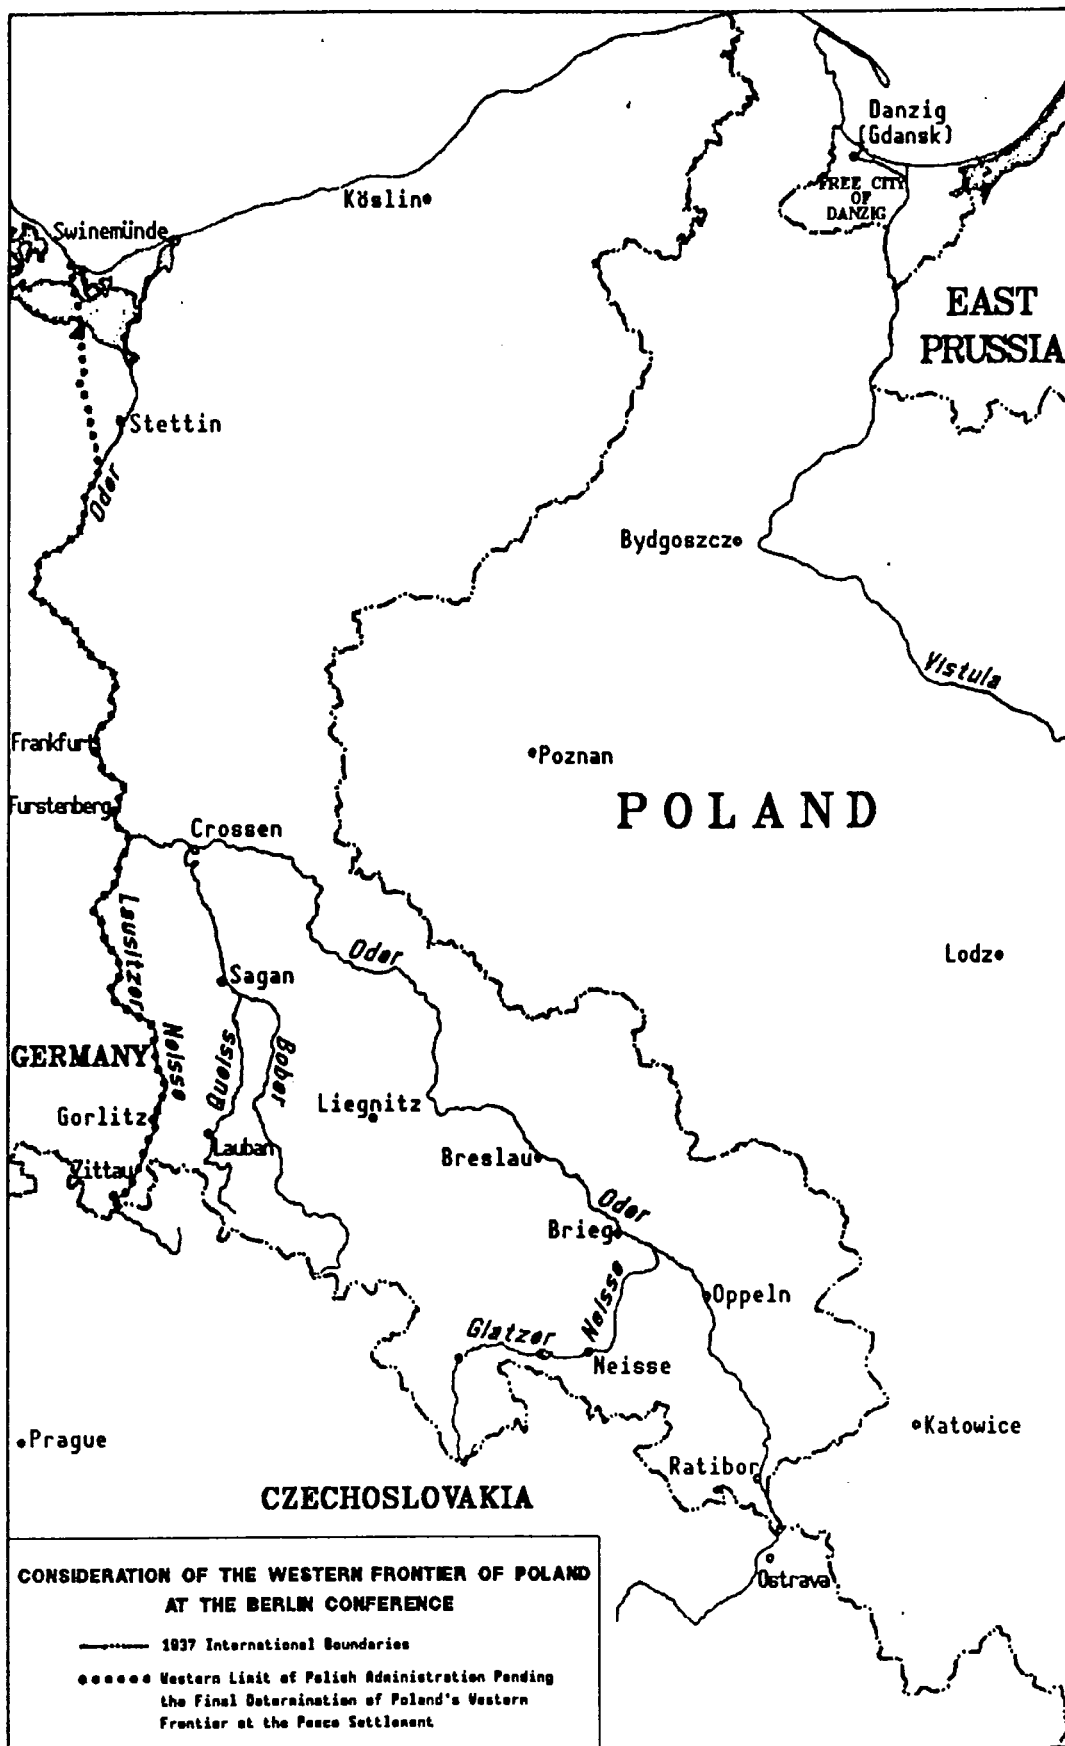 Danzig
(Gdansk)
FREE CITY
OF
DANZIG
Köslin
Swinemünde
EAST
PRUSSIA
Stettin
Oder
Bydgoszcz
Vistula
Frankfurt
Poznan
Furstenberg
POLAND
Crossen
Lausitzer
Neisse
Oder
Lodz
Sagan
GERMANY
Queiss
Bober
Liegnitz
Gorlitz
Lauban
Breslau
Zittau
Oder
Brieg
Oppeln
Glatzer
Neisse
Neisse
Katowice
Prague
Ratibor
CZECHOSLOVAKIA
Ostrava
CONSIDERATION OF THE WESTERN FRONTIER OF POLAND
AT THE BERLIN CONFERENCE
1937 International Boundaries
Western Limit of Polish Administration Pending
the Final Determination of Poland's Western
Frontier at the Peace Settlement